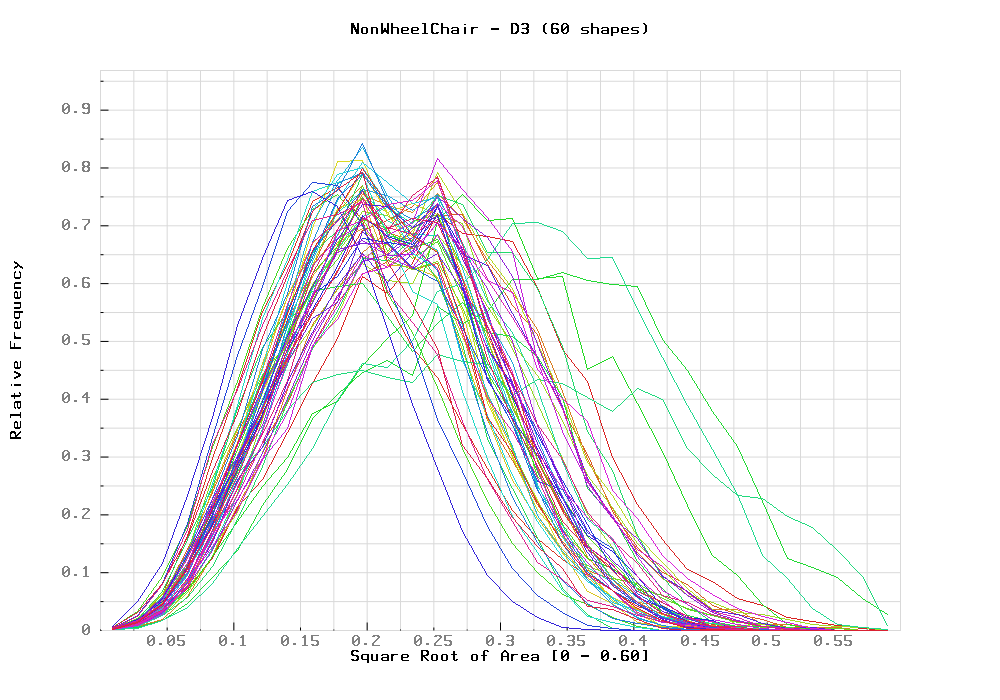 NonWheelChair - D3 (60 shapes)
0.9
0.8
0.7
0.6
0.5
0.4
0.3
0.2
0.1
0
Relative Frequency
0.05 0.1 0.15 0.2 0.25 0.3 0.35 0.4 0.45 0.5 0.55
Square Root of Area [0 - 0.60]